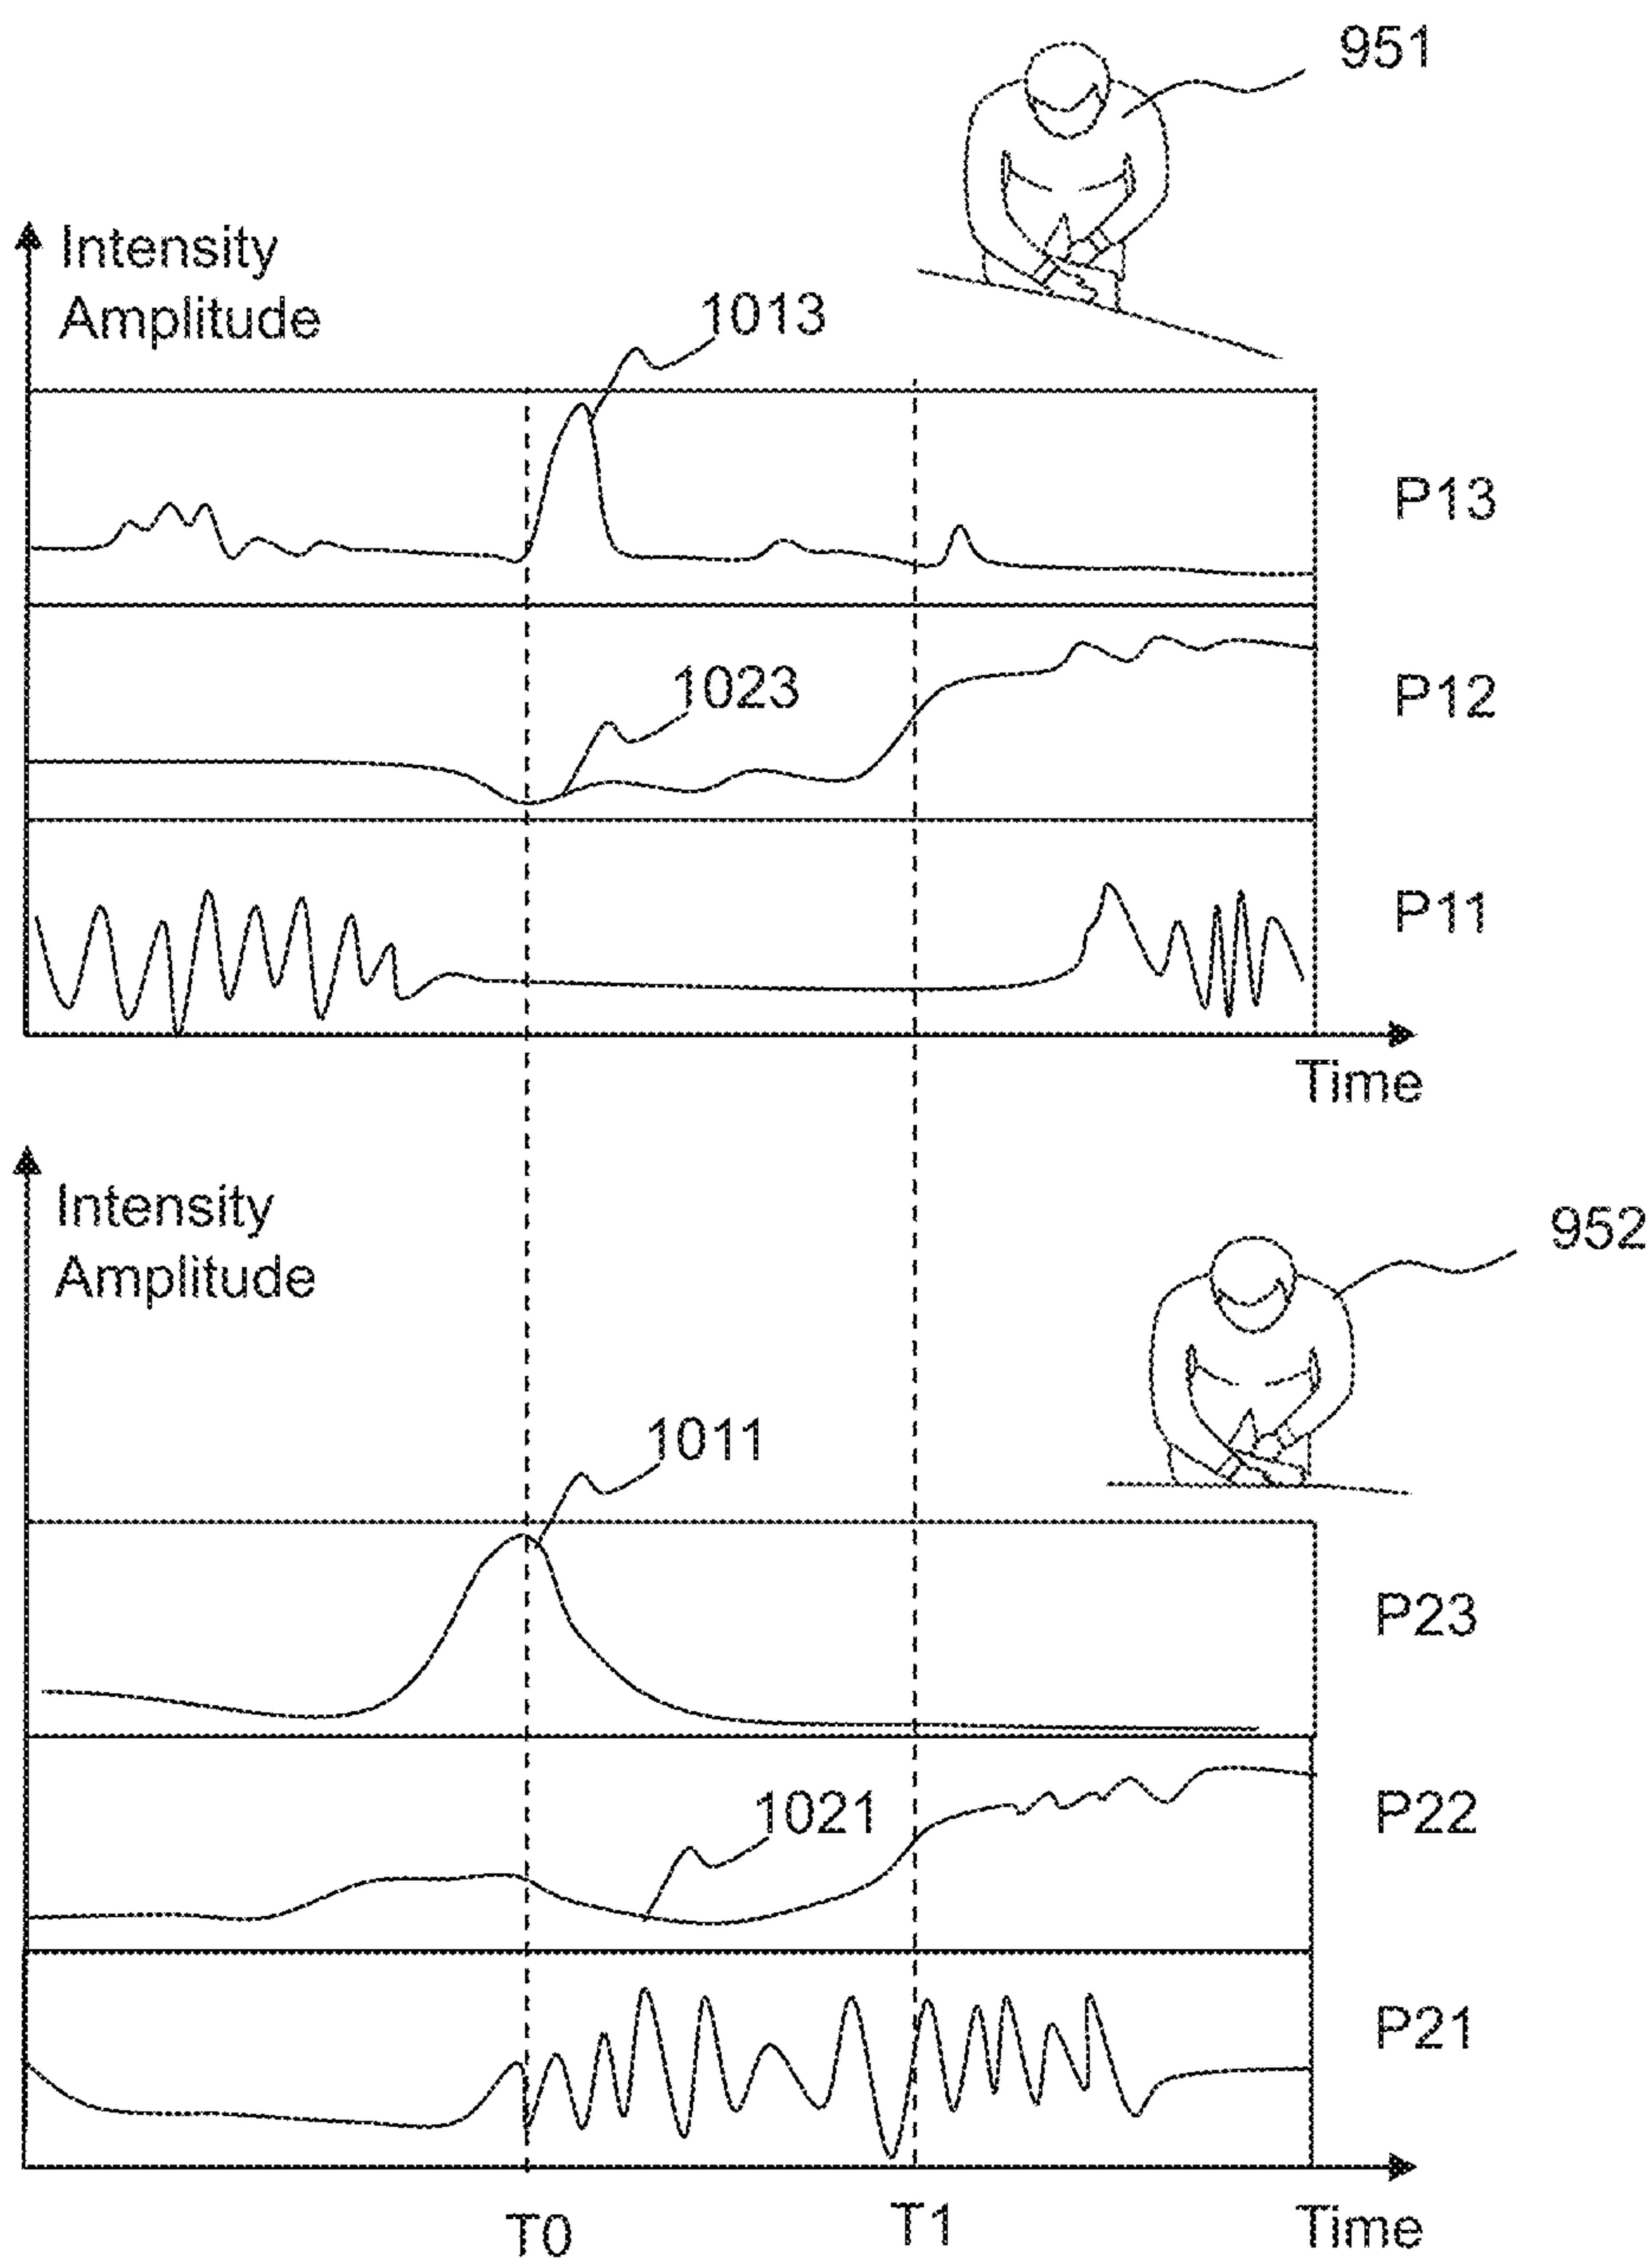 951
Intensity
Amplitude
1013
P13
1023
P12
P11
Time
Intensity
Amplitude
952
1011
P23
1021
P22
P21
T0
T1
Time